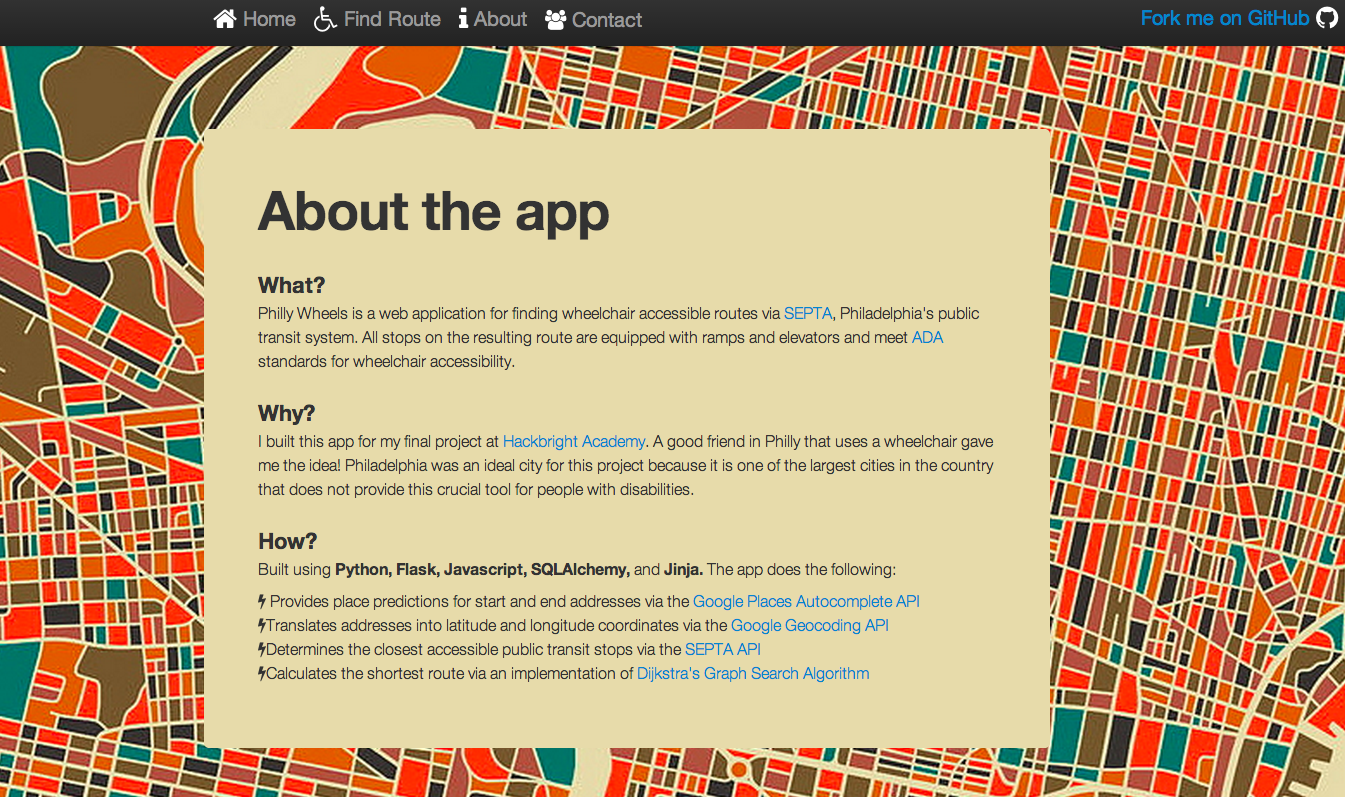 Home Find Route About Contact Fork me on GitHub
About the app
What?
Philly Wheels is a web application for finding wheelchair accessible routes via SEPTA, Philadelphia's public
transit system. All stops on the resulting route are equipped with ramps and elevators and meet ADA
standards for wheelchair accessibility.
Why?
I built this app for my final project at Hackbright Academy. A good friend in Philly that uses a wheelchair gave
me the idea! Philadelphia was an ideal city for this project because it is one of the largest cities in the country
that does not provide this crucial tool for people with disabilities.
How?
Built using Python, Flask, Javascript, SQLAlchemy, and Jinja. The app does the following:
Provides place predictions for start and end addresses via the Google Places Autocomplete API
Translates addresses into latitude and longitude coordinates via the Google Geocoding API
Determines the closest accessible public transit stops via the SEPTA API
Calculates the shortest route via an implementation of Dijkstra's Graph Search Algorithm